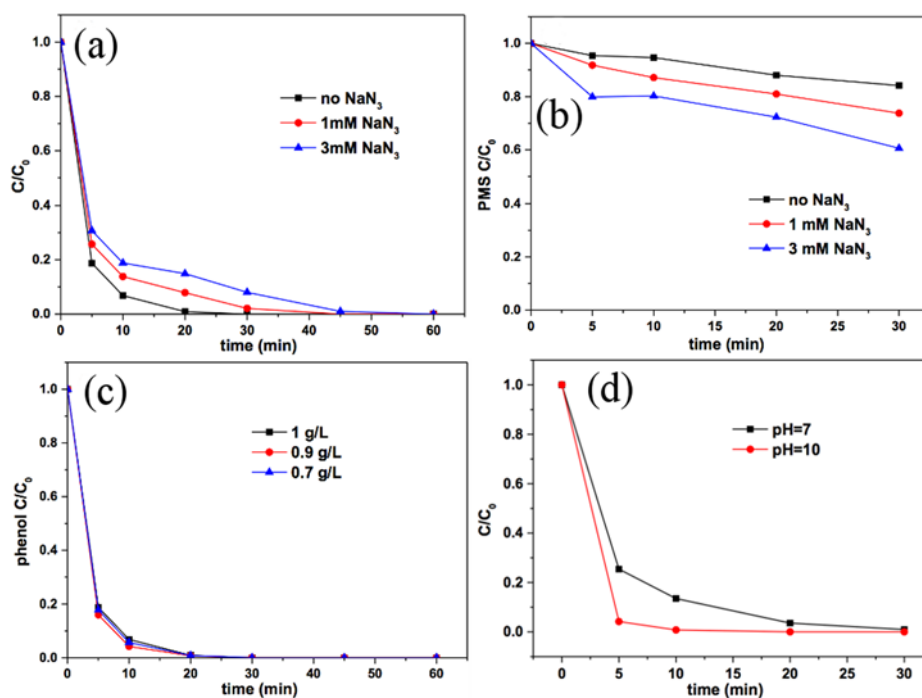 (a)
no NaN₃
1mM NaN₃
3mM NaN₃
C/C₀
1.0
0.8
0.6
0.4
0.2
0.0
0 10 20 30 40 50 60
time (min)
(b)
no NaN₃
1 mM NaN₃
3 mM NaN₃
PMS C/C₀
1.0
0.8
0.6
0.4
0.2
0.0
0 5 10 15 20 25 30
time (min)
(c)
1 g/L
0.9 g/L
0.7 g/L
phenol C/C₀
1.0
0.8
0.6
0.4
0.2
0.0
0 10 20 30 40 50 60
time (min)
(d)
pH=7
pH=10
C/C₀
1.0
0.8
0.6
0.4
0.2
0.0
0 5 10 15 20 25 30
time (min)